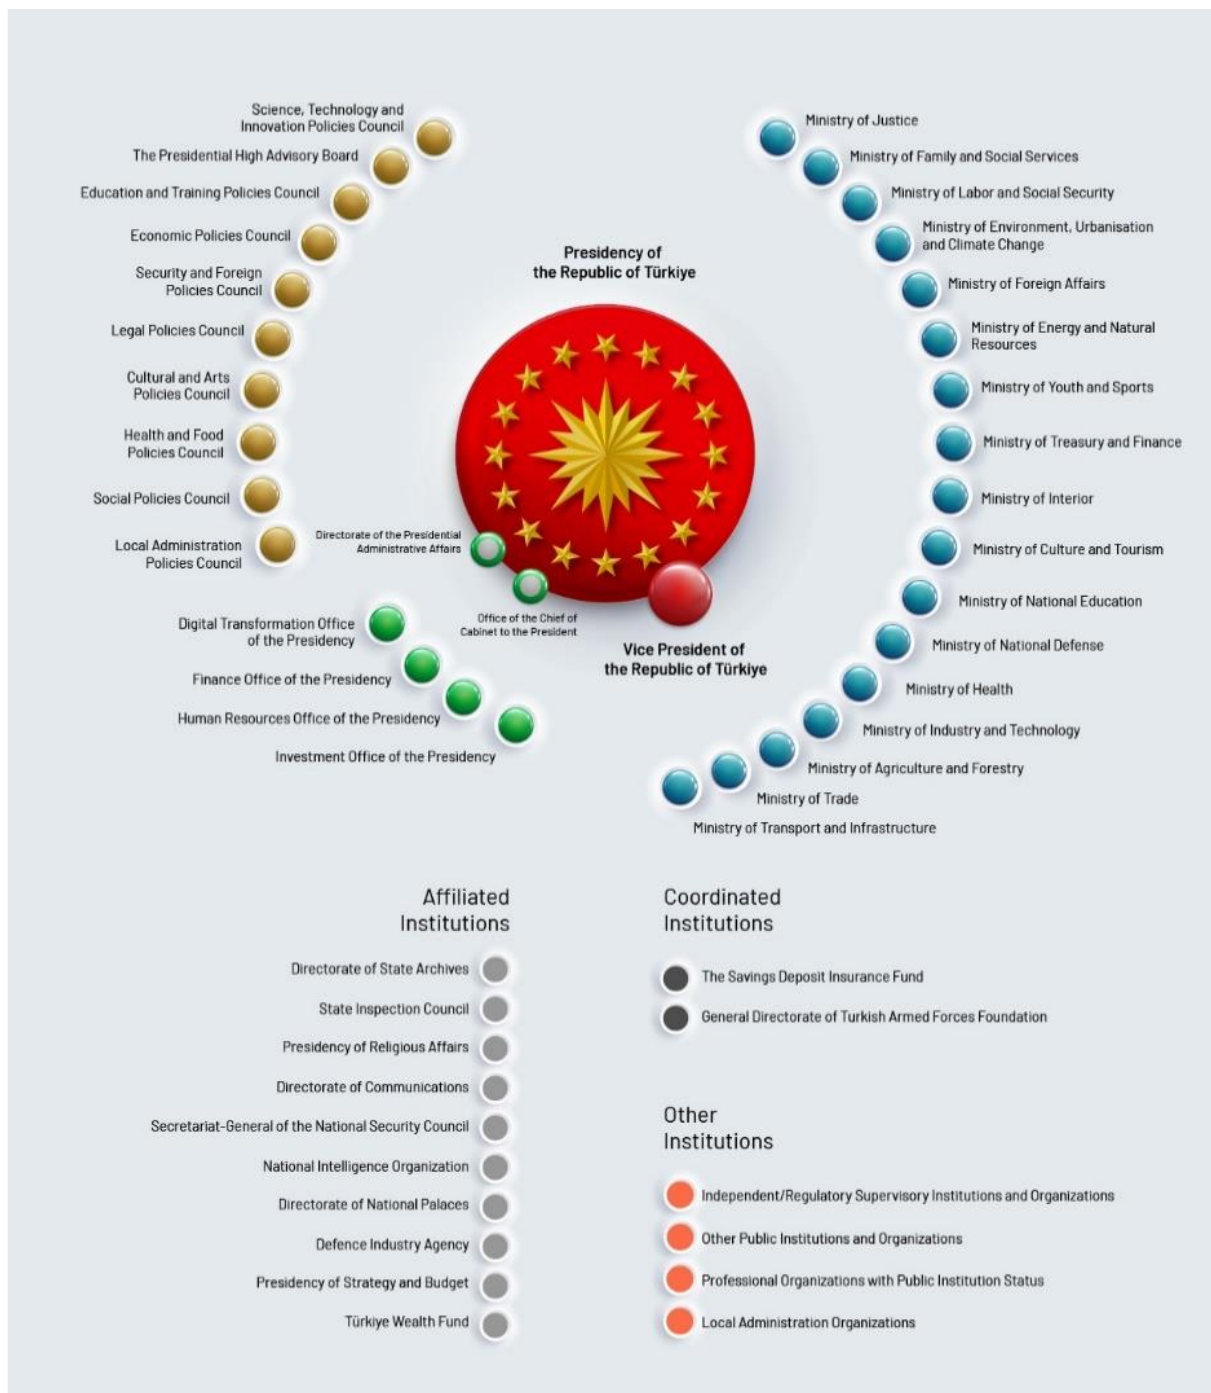 Science, Technology and
Innovation Policies Council
The Presidential High Advisory Board
Education and Training Policies Council
Economic Policies Council
Security and Foreign
Policies Council
Legal Policies Council
Cultural and Arts
Policies Council
Health and Food
Policies Council
Social Policies Council
Local Administration
Policies Council
Presidency of
the Republic of Türkiye
Directorate of the Presidential
Administrative Affairs
Office of the Chief of
Cabinet to the President
Vice President of
the Republic of Türkiye
Digital Transformation Office
of the Presidency
Finance Office of the Presidency
Human Resources Office of the Presidency
Investment Office of the Presidency
Ministry of Justice
Ministry of Family and Social Services
Ministry of Labor and Social Security
Ministry of Environment, Urbanisation
and Climate Change
Ministry of Foreign Affairs
Ministry of Energy and Natural
Resources
Ministry of Youth and Sports
Ministry of Treasury and Finance
Ministry of Interior
Ministry of Culture and Tourism
Ministry of National Education
Ministry of National Defense
Ministry of Health
Ministry of Industry and Technology
Ministry of Agriculture and Forestry
Ministry of Trade
Ministry of Transport and Infrastructure
Affiliated
Institutions
Directorate of State Archives
State Inspection Council
Presidency of Religious Affairs
Directorate of Communications
Secretariat-General of the National Security Council
National Intelligence Organization
Directorate of National Palaces
Defence Industry Agency
Presidency of Strategy and Budget
Türkiye Wealth Fund
Coordinated
Institutions
The Savings Deposit Insurance Fund
General Directorate of Turkish Armed Forces Foundation
Other
Institutions
Independent/Regulatory Supervisory Institutions and Organizations
Other Public Institutions and Organizations
Professional Organizations with Public Institution Status
Local Administration Organizations